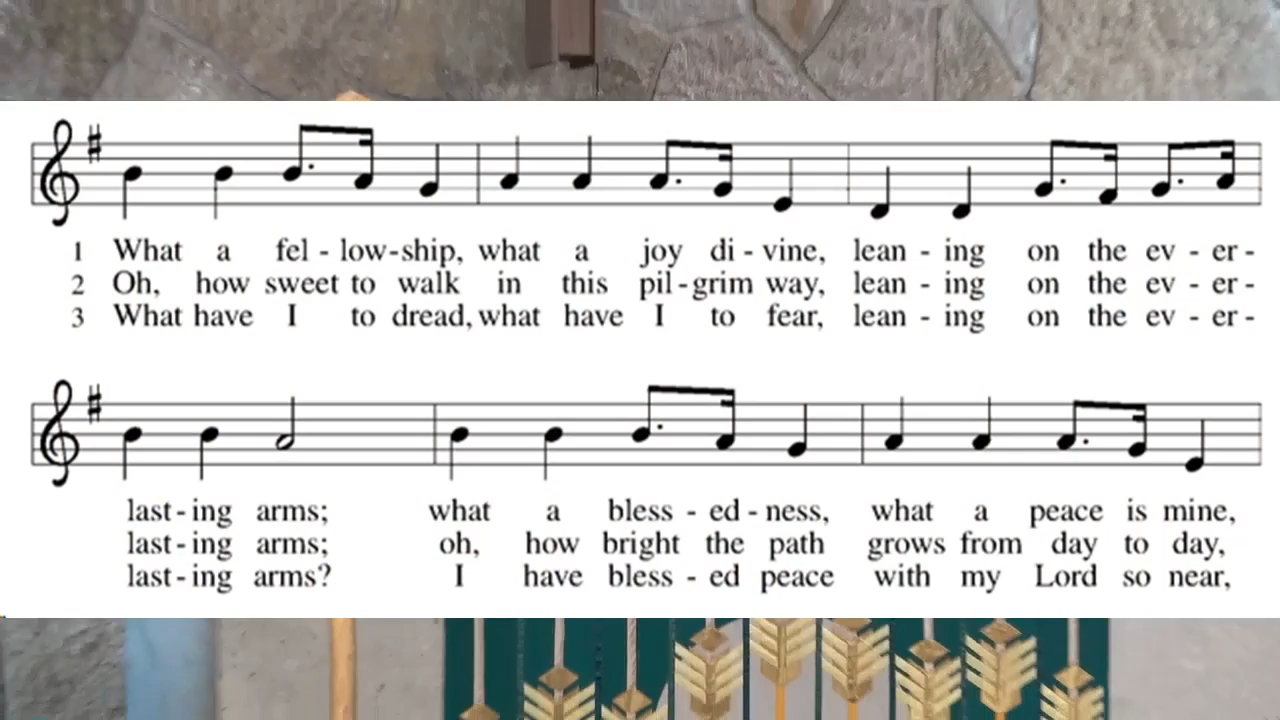 1 What a fel - low-ship, what a joy di - vine, lean - ing on the ev - er -
2 Oh, how sweet to walk in this pil - grim way, lean - ing on the ev - er -
3 What have I to dread, what have I to fear, lean - ing on the ev - er -
last - ing arms; what a bless - ed - ness, what a peace is mine,
last - ing arms; oh, how bright the path grows from day to day,
last - ing arms? I have bless - ed peace with my Lord so near,